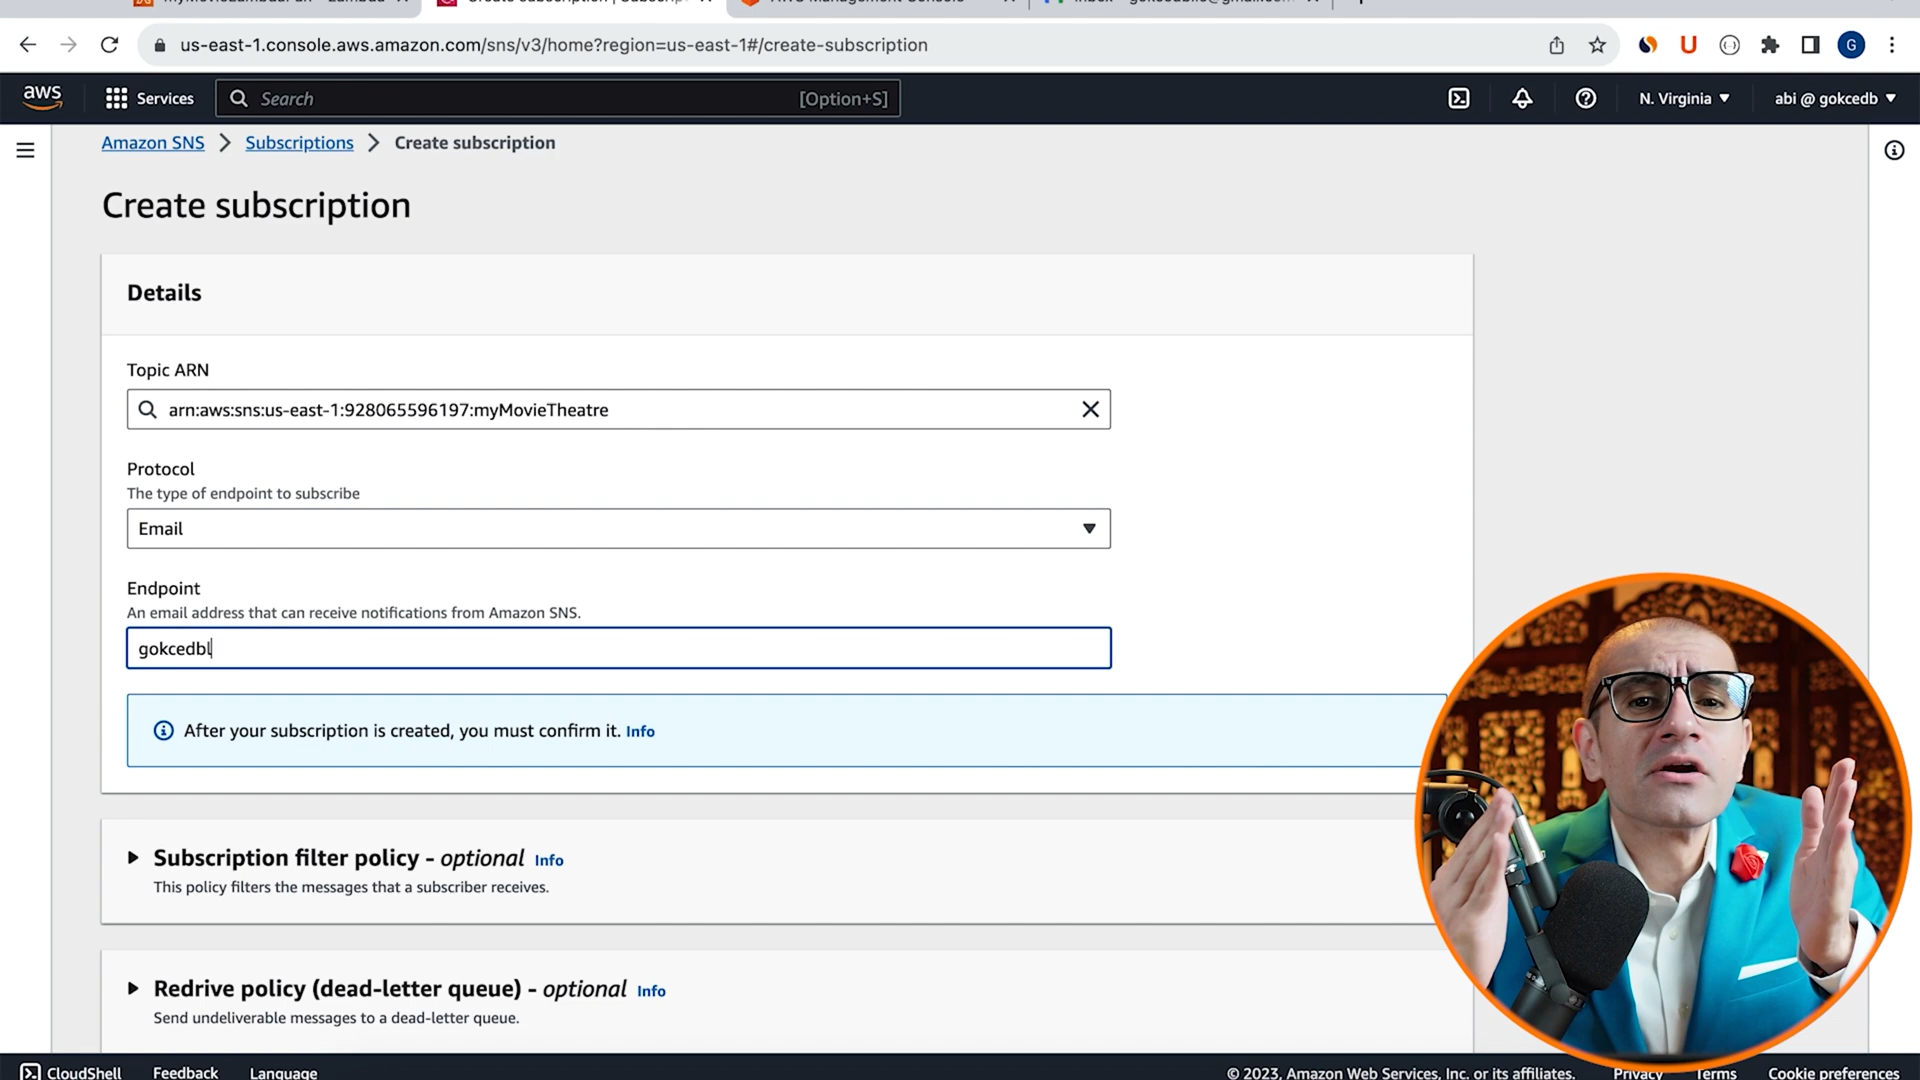 us-east-1.console.aws.amazon.com/sns/v3/home?region=us-east-1#/create-subscription
G
aws
Services
Search
[Option+S]
N. Virginia
abi @ gokcedb
Amazon SNS
Subscriptions
Create subscription
Create subscription
Details
Topic ARN
arn:aws:sns:us-east-1:928065596197:myMovieTheatre
Protocol
The type of endpoint to subscribe
Email
Endpoint
An email address that can receive notifications from Amazon SNS.
gokcedbl
After your subscription is created, you must confirm it. Info
Subscription filter policy - optional Info
This policy filters the messages that a subscriber receives.
Redrive policy (dead-letter queue) - optional Info
Send undeliverable messages to a dead-letter queue.
CloudShell
Feedback
Language
© 2023, Amazon Web Services, Inc. or its affiliates.
Privacy
Terms
Cookie preferences